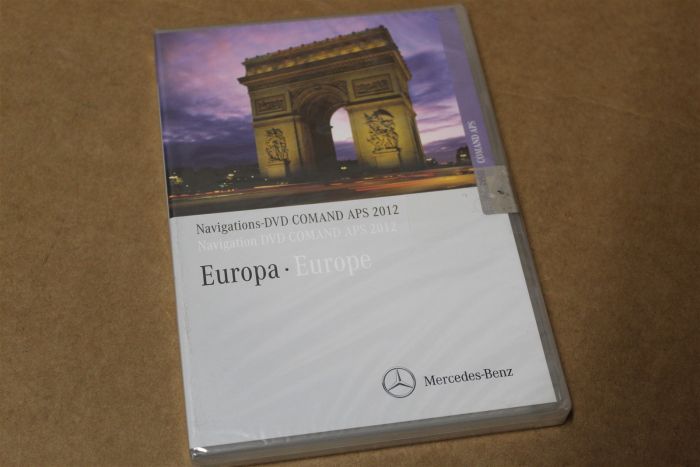 COMAND APS
Navigations-DVD COMAND APS 2012
Navigation DVD COMAND APS 2012
Europa · Europe
Mercedes-Benz